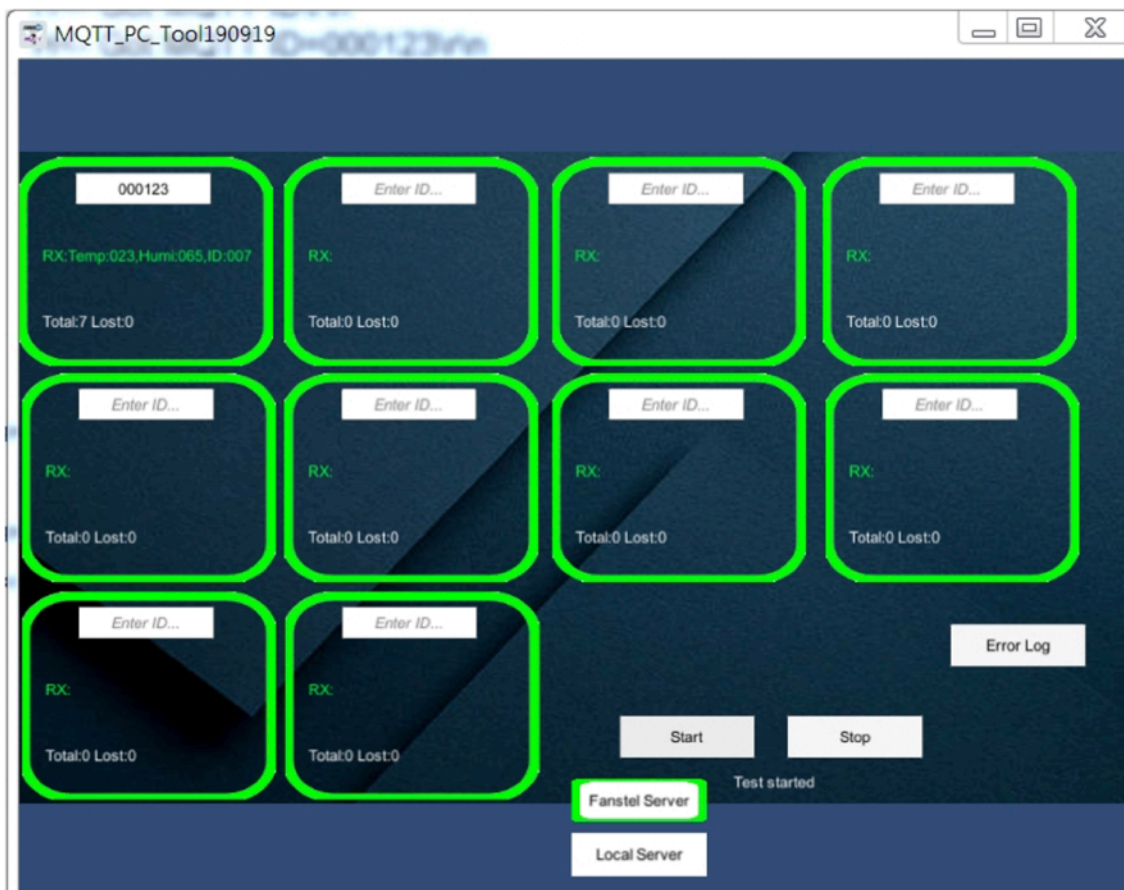 MQTT_PC_Tool190919
000123
Enter ID...
Enter ID...
Enter ID...
RX:Temp:023,Humi:065,ID:007
RX:
RX:
RX:
Total:7 Lost:0
Total:0 Lost:0
Total:0 Lost:0
Total:0 Lost:0
Enter ID...
Enter ID...
Enter ID...
Enter ID...
RX:
RX:
RX:
RX:
Total:0 Lost:0
Total:0 Lost:0
Total:0 Lost:0
Total:0 Lost:0
Enter ID...
Enter ID...
Error Log
RX:
RX:
Start
Stop
Total:0 Lost:0
Total:0 Lost:0
Test started
Fanstel Server
Local Server